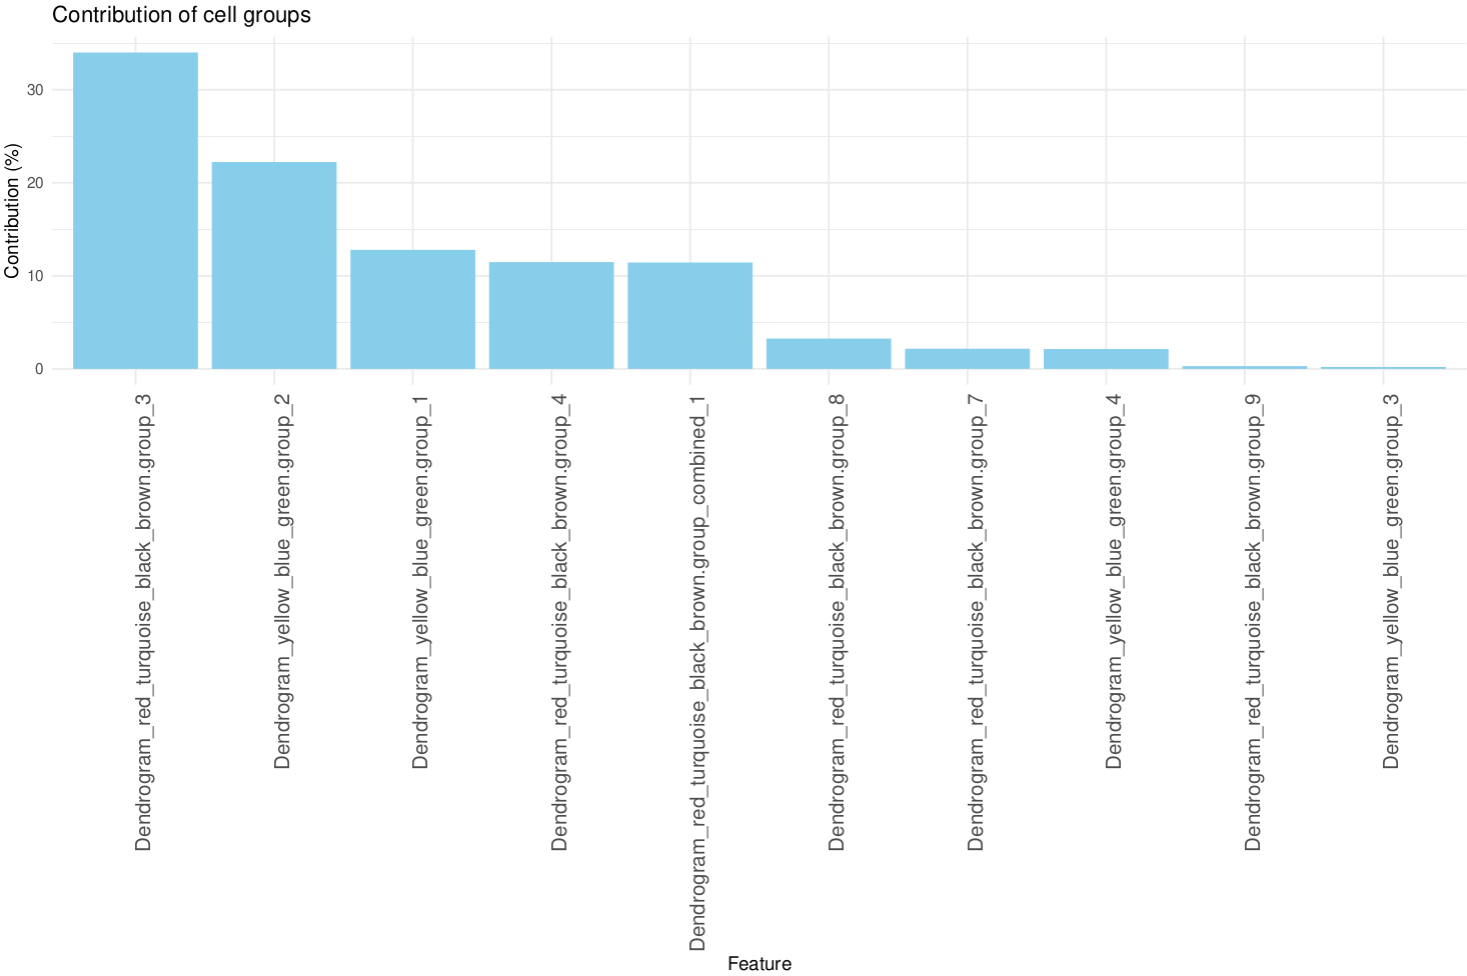 Contribution of cell groups
Contribution (%)
30
20
10
0
Dendrogram_red_turquoise_black_brown.group_3
Dendrogram_yellow_blue_green.group_2
Dendrogram_yellow_blue_green.group_1
Dendrogram_red_turquoise_black_brown.group_4
Dendrogram_red_turquoise_black_brown.group_combined_1
Dendrogram_red_turquoise_black_brown.group_8
Dendrogram_red_turquoise_black_brown.group_7
Dendrogram_yellow_blue_green.group_4
Dendrogram_red_turquoise_black_brown.group_9
Dendrogram_yellow_blue_green.group_3
Feature